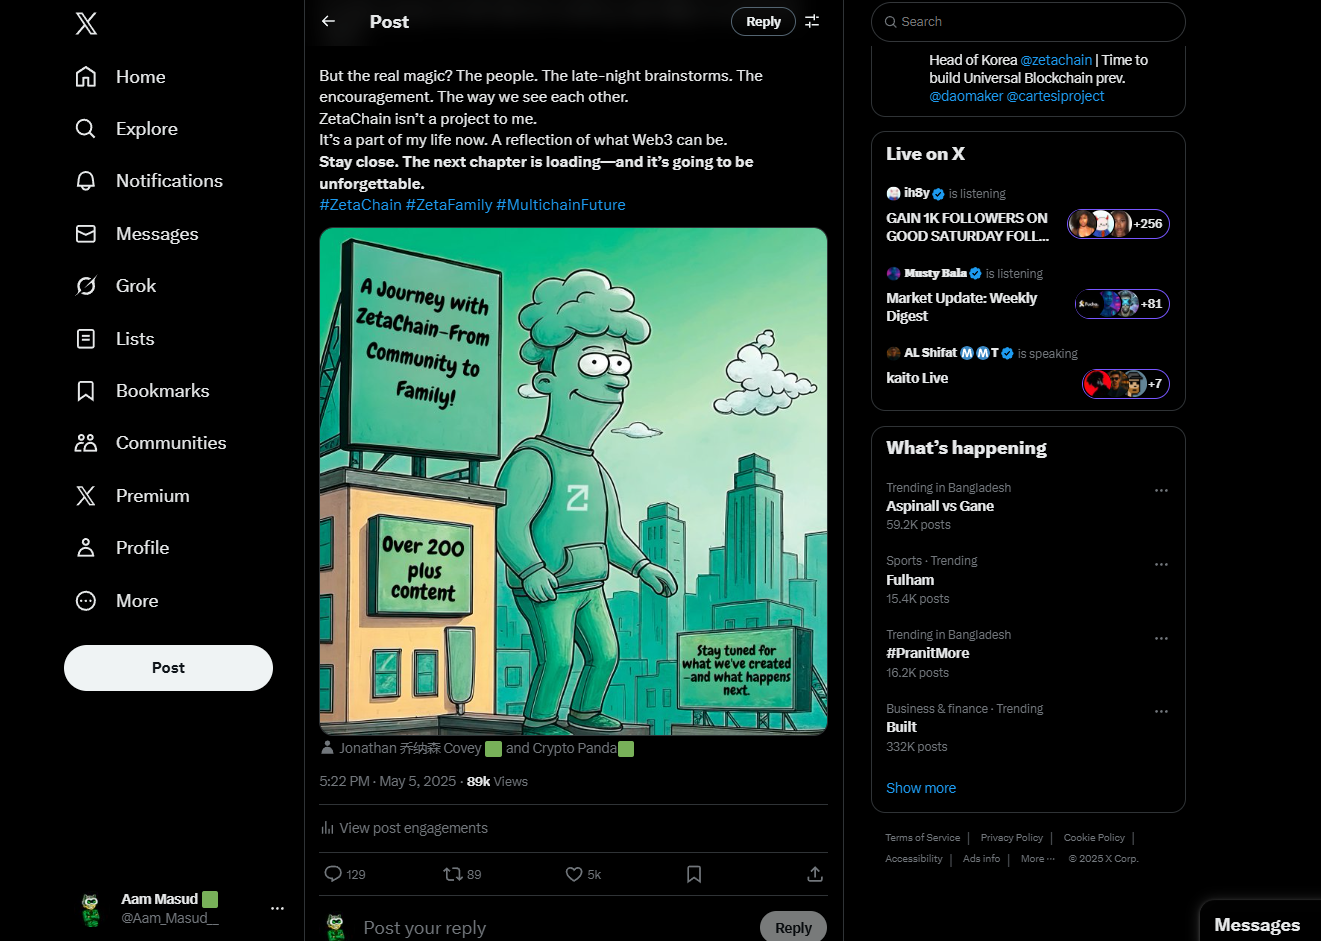 Home
Explore
Notifications
Messages
Grok
Lists
Bookmarks
Communities
Premium
Profile
More
Post
Aam Masud
@Aam_Masud__
Post
Reply
But the real magic? The people. The late-night brainstorms. The
encouragement. The way we see each other.
ZetaChain isn’t a project to me.
It’s a part of my life now. A reflection of what Web3 can be.
Stay close. The next chapter is loading—and it’s going to be
unforgettable.
#ZetaChain #ZetaFamily #MultichainFuture
A Journey with
ZetaChain-From
Community to
Family!
Over 200
plus
content
Stay tuned for
what we've created
-and what happens
next.
Jonathan 乔纳森 Covey and Crypto Panda
5:22 PM · May 5, 2025 · 89k Views
View post engagements
129
89
5k
Post your reply
Reply
Search
Head of Korea @zetachain | Time to
build Universal Blockchain prev.
@daomaker @cartesiproject
Live on X
ih8y is listening
GAIN 1K FOLLOWERS ON
GOOD SATURDAY FOLL...
+256
Musty Bala is listening
Market Update: Weekly
Digest
+81
AL Shifat Ⓜ️Ⓜ️T is speaking
kaito Live
+7
What’s happening
Trending in Bangladesh
Aspinall vs Gane
59.2K posts
Sports · Trending
Fulham
15.4K posts
Trending in Bangladesh
#PranitMore
16.2K posts
Business & finance · Trending
Built
332K posts
Show more
Terms of Service | Privacy Policy | Cookie Policy |
Accessibility | Ads info | More ··· © 2025 X Corp.
Messages